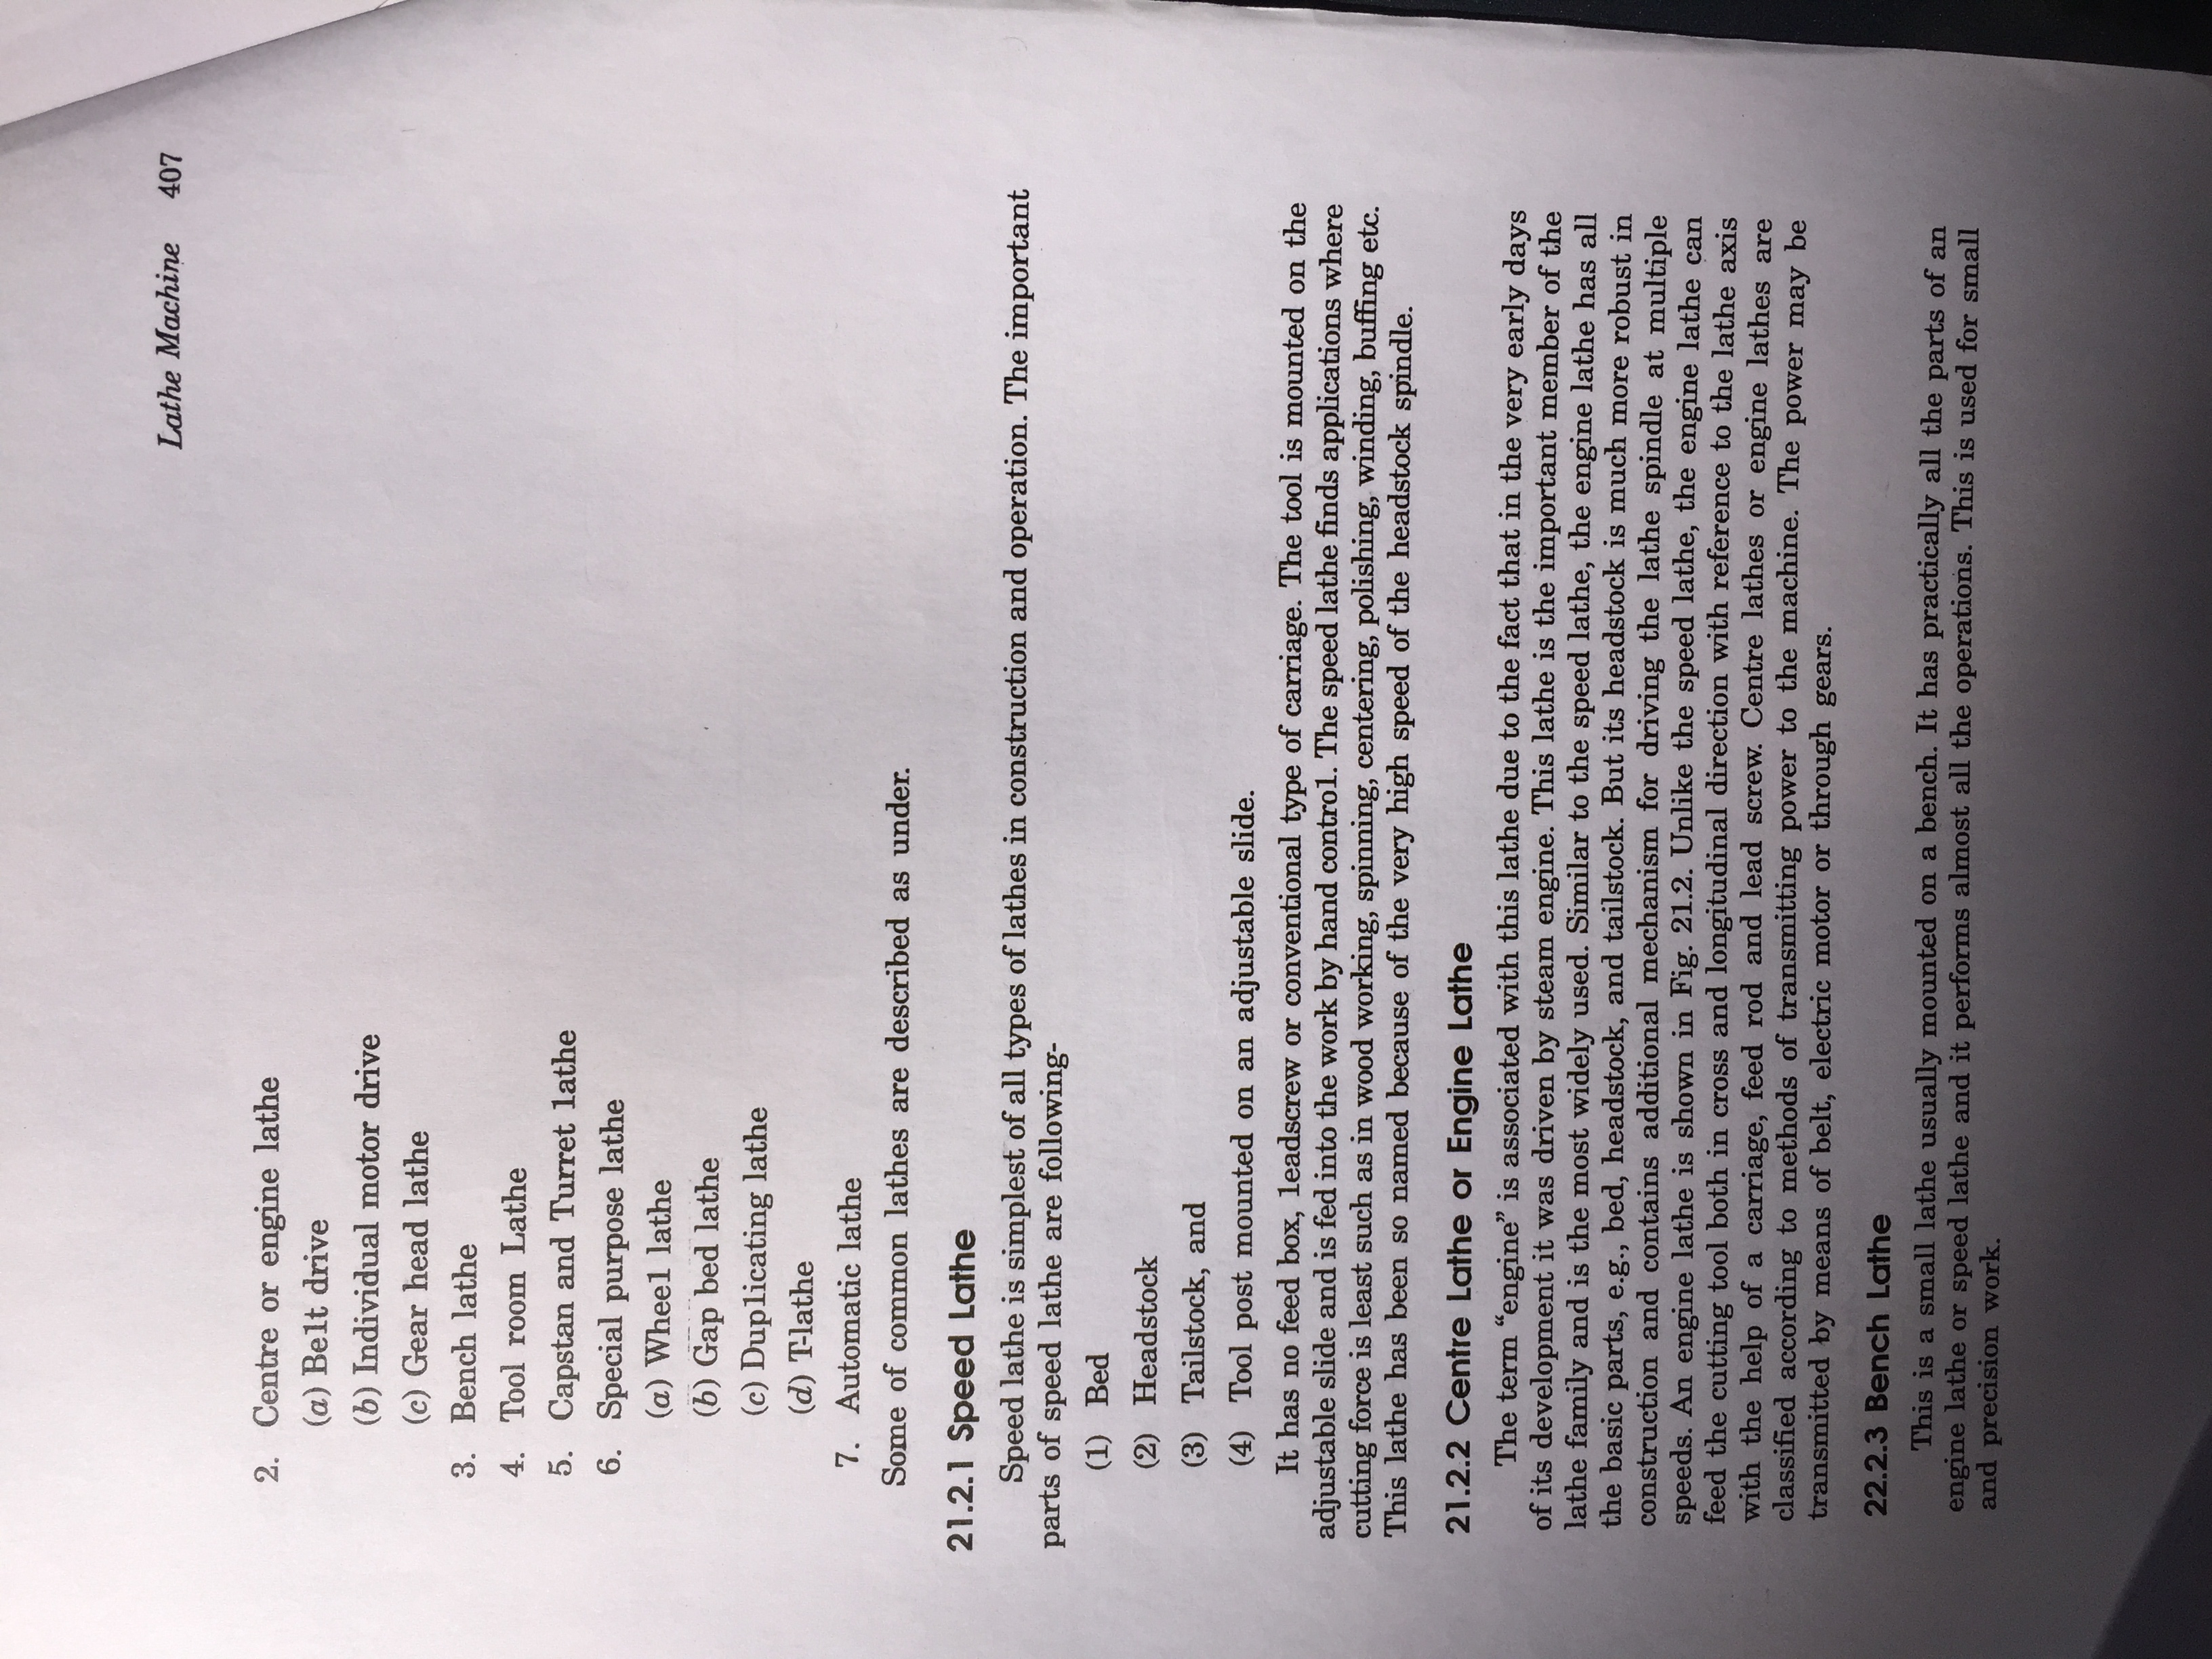 Lathe Machine 407
2. Centre or engine lathe
(a) Belt drive
(b) Individual motor drive
(c) Gear head lathe
3. Bench lathe
4. Tool room Lathe
5. Capstan and Turret lathe
6. Special purpose lathe
(a) Wheel lathe
(b) Gap bed lathe
(c) Duplicating lathe
(d) T-lathe
7. Automatic lathe
Some of common lathes are described as under.
21.2.1 Speed Lathe
Speed lathe is simplest of all types of lathes in construction and operation. The important
parts of speed lathe are following-
(1) Bed
(2) Headstock
(3) Tailstock, and
(4) Tool post mounted on an adjustable slide.
It has no feed box, leadscrew or conventional type of carriage. The tool is mounted on the
adjustable slide and is fed into the work by hand control. The speed lathe finds applications where
cutting force is least such as in wood working, spinning, centering, polishing, winding, buffing etc.
This lathe has been so named because of the very high speed of the headstock spindle.
21.2.2 Centre Lathe or Engine Lathe
The term “engine” is associated with this lathe due to the fact that in the very early days
of its development it was driven by steam engine. This lathe is the important member of the
lathe family and is the most widely used. Similar to the speed lathe, the engine lathe has all
the basic parts, e.g., bed, headstock, and tailstock. But its headstock is much more robust in
construction and contains additional mechanism for driving the lathe spindle at multiple
speeds. An engine lathe is shown in Fig. 21.2. Unlike the speed lathe, the engine lathe can
feed the cutting tool both in cross and longitudinal direction with reference to the lathe axis
with the help of a carriage, feed rod and lead screw. Centre lathes or engine lathes are
classified according to methods of transmitting power to the machine. The power may be
transmitted by means of belt, electric motor or through gears.
22.2.3 Bench Lathe
This is a small lathe usually mounted on a bench. It has practically all the parts of an
engine lathe or speed lathe and it performs almost all the operations. This is used for small
and precision work.